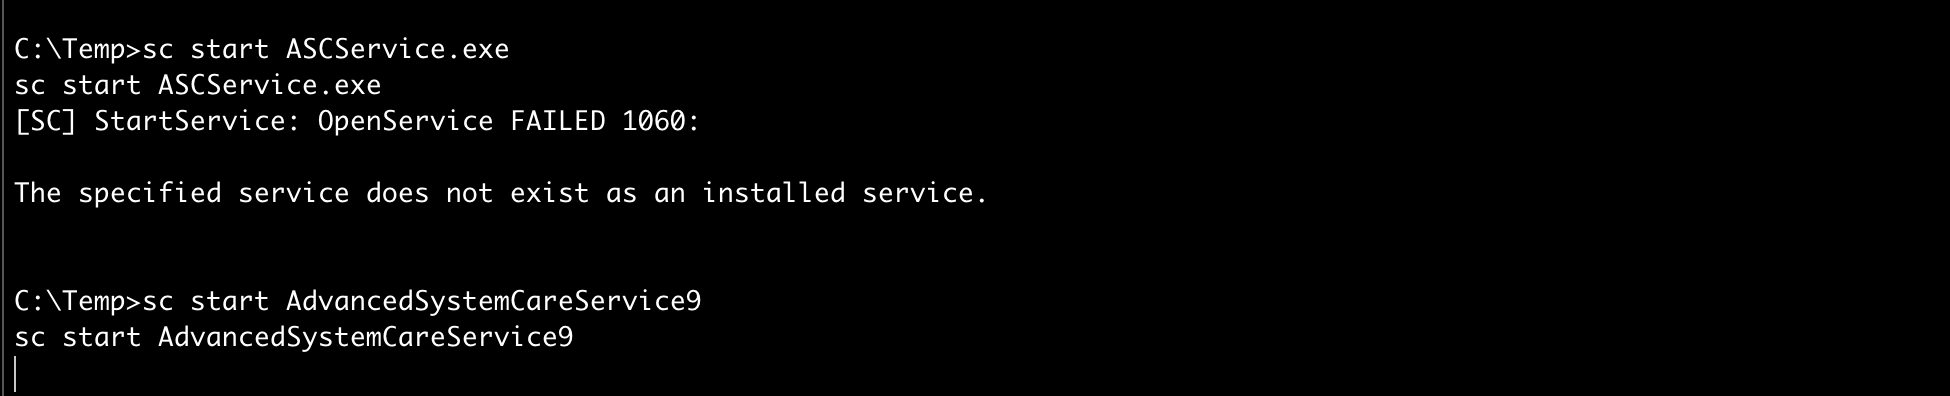 C:\Temp>sc start ASCService.exe
sc start ASCService.exe
[SC] StartService: OpenService FAILED 1060:
The specified service does not exist as an installed service.
C:\Temp>sc start AdvancedSystemCareService9
sc start AdvancedSystemCareService9